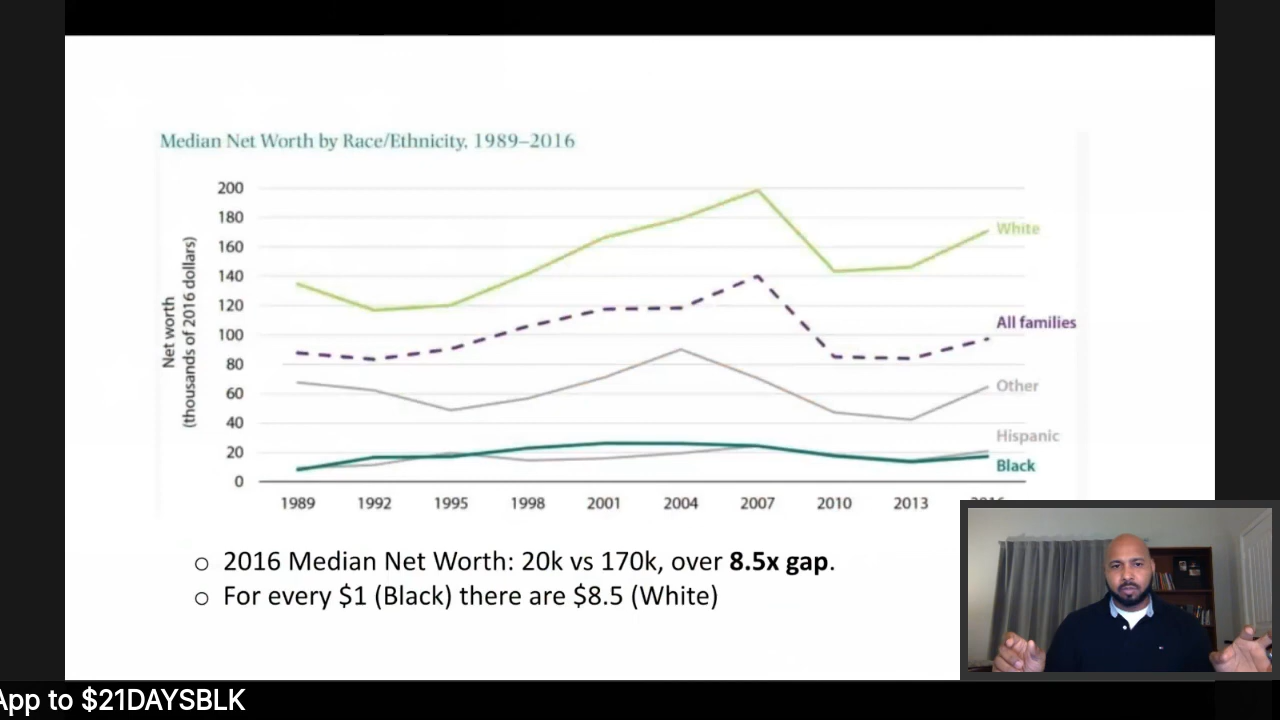 Median Net Worth by Race/Ethnicity, 1989–2016
Net worth
(thousands of 2016 dollars)
200
180
160
140
120
100
80
60
40
20
0
White
All families
Other
Hispanic
Black
1989 1992 1995 1998 2001 2004 2007 2010 2013
○ 2016 Median Net Worth: 20k vs 170k, over 8.5x gap.
○ For every $1 (Black) there are $8.5 (White)
App to $21DAYSBLK